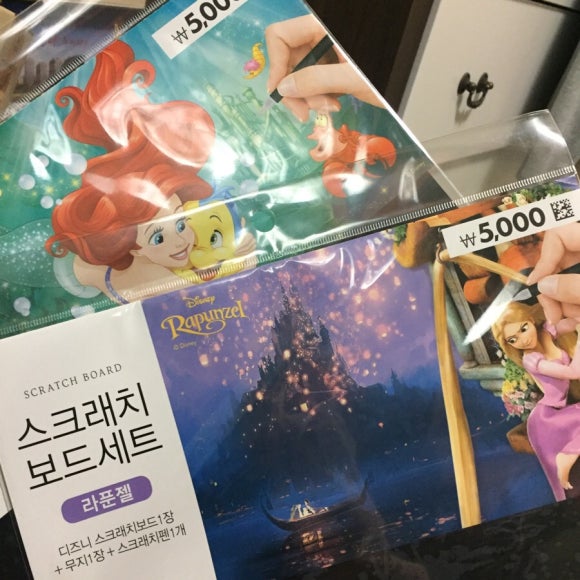 ₩5,000
₩5,000
Disney
Rapunzel
© Disney
SCRATCH BOARD
스크래치
보드세트
라푼젤
디즈니 스크래치보드1장
+ 무지1장 + 스크래치펜1개